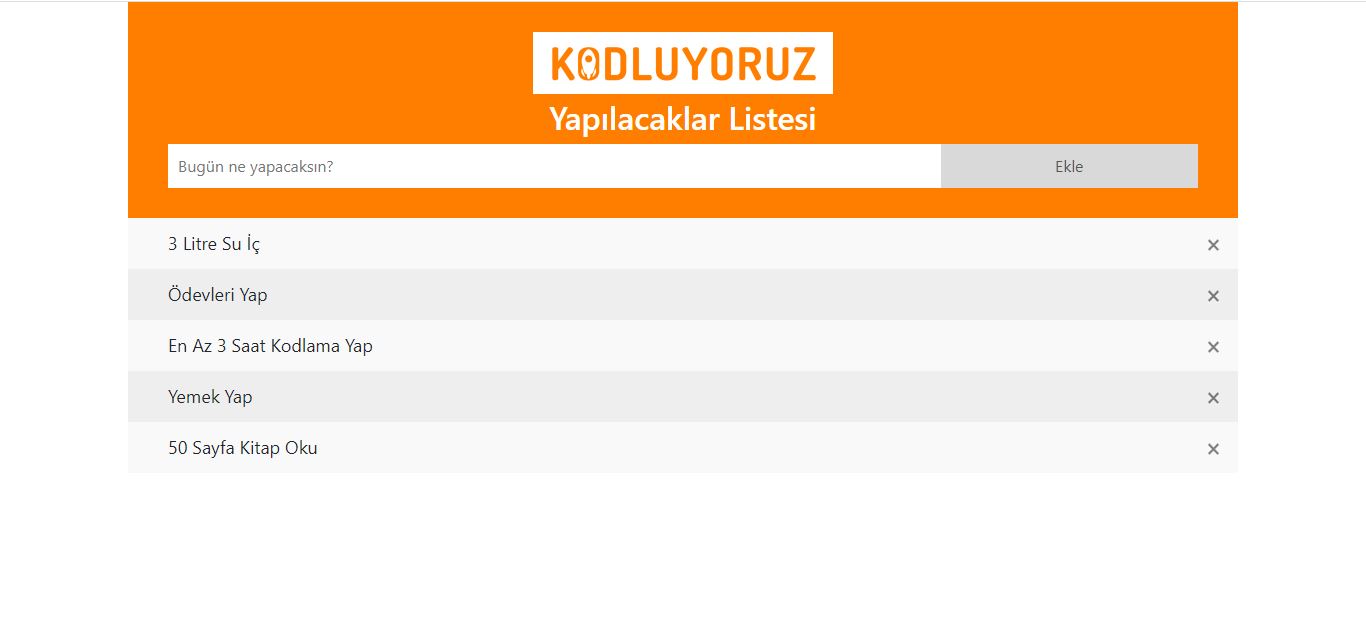 KODLUYORUZ
Yapılacaklar Listesi
Bugün ne yapacaksın? Ekle
3 Litre Su İç ×
Ödevleri Yap ×
En Az 3 Saat Kodlama Yap ×
Yemek Yap ×
50 Sayfa Kitap Oku ×